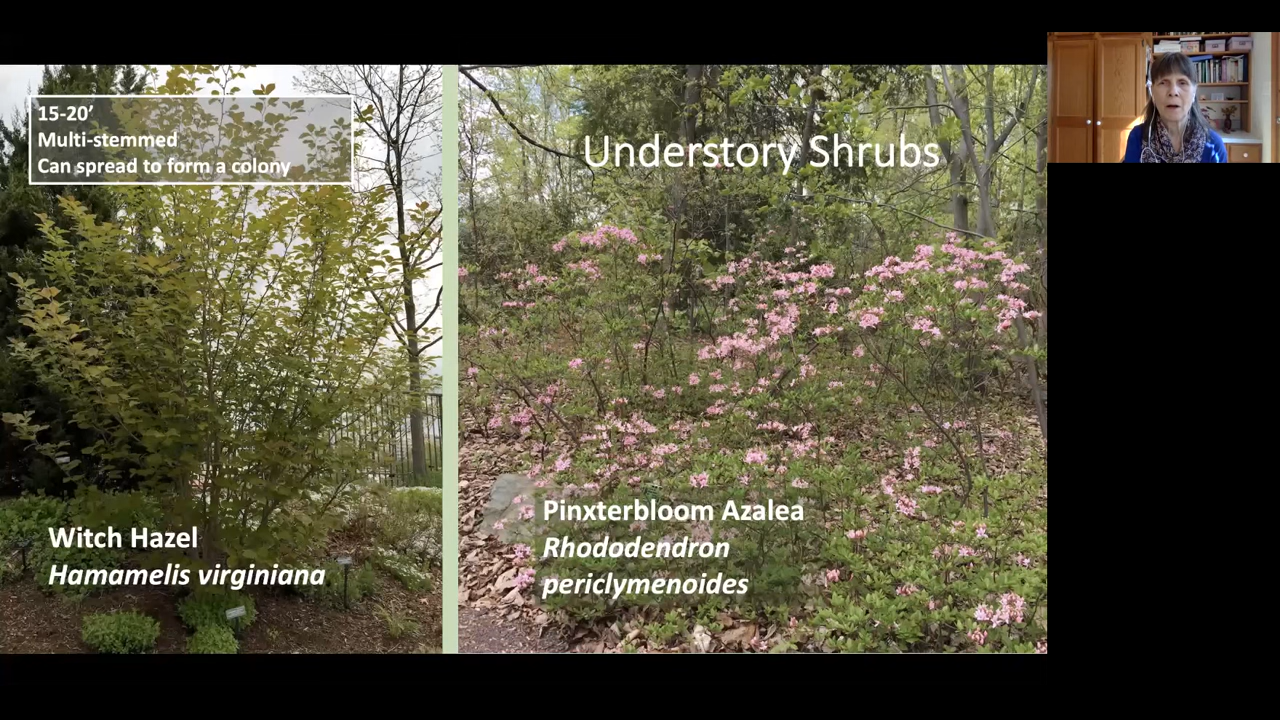 15-20’
Multi-stemmed
Can spread to form a colony
Understory Shrubs
Witch Hazel
Hamamelis virginiana
Pinxterbloom Azalea
Rhododendron
periclymenoides